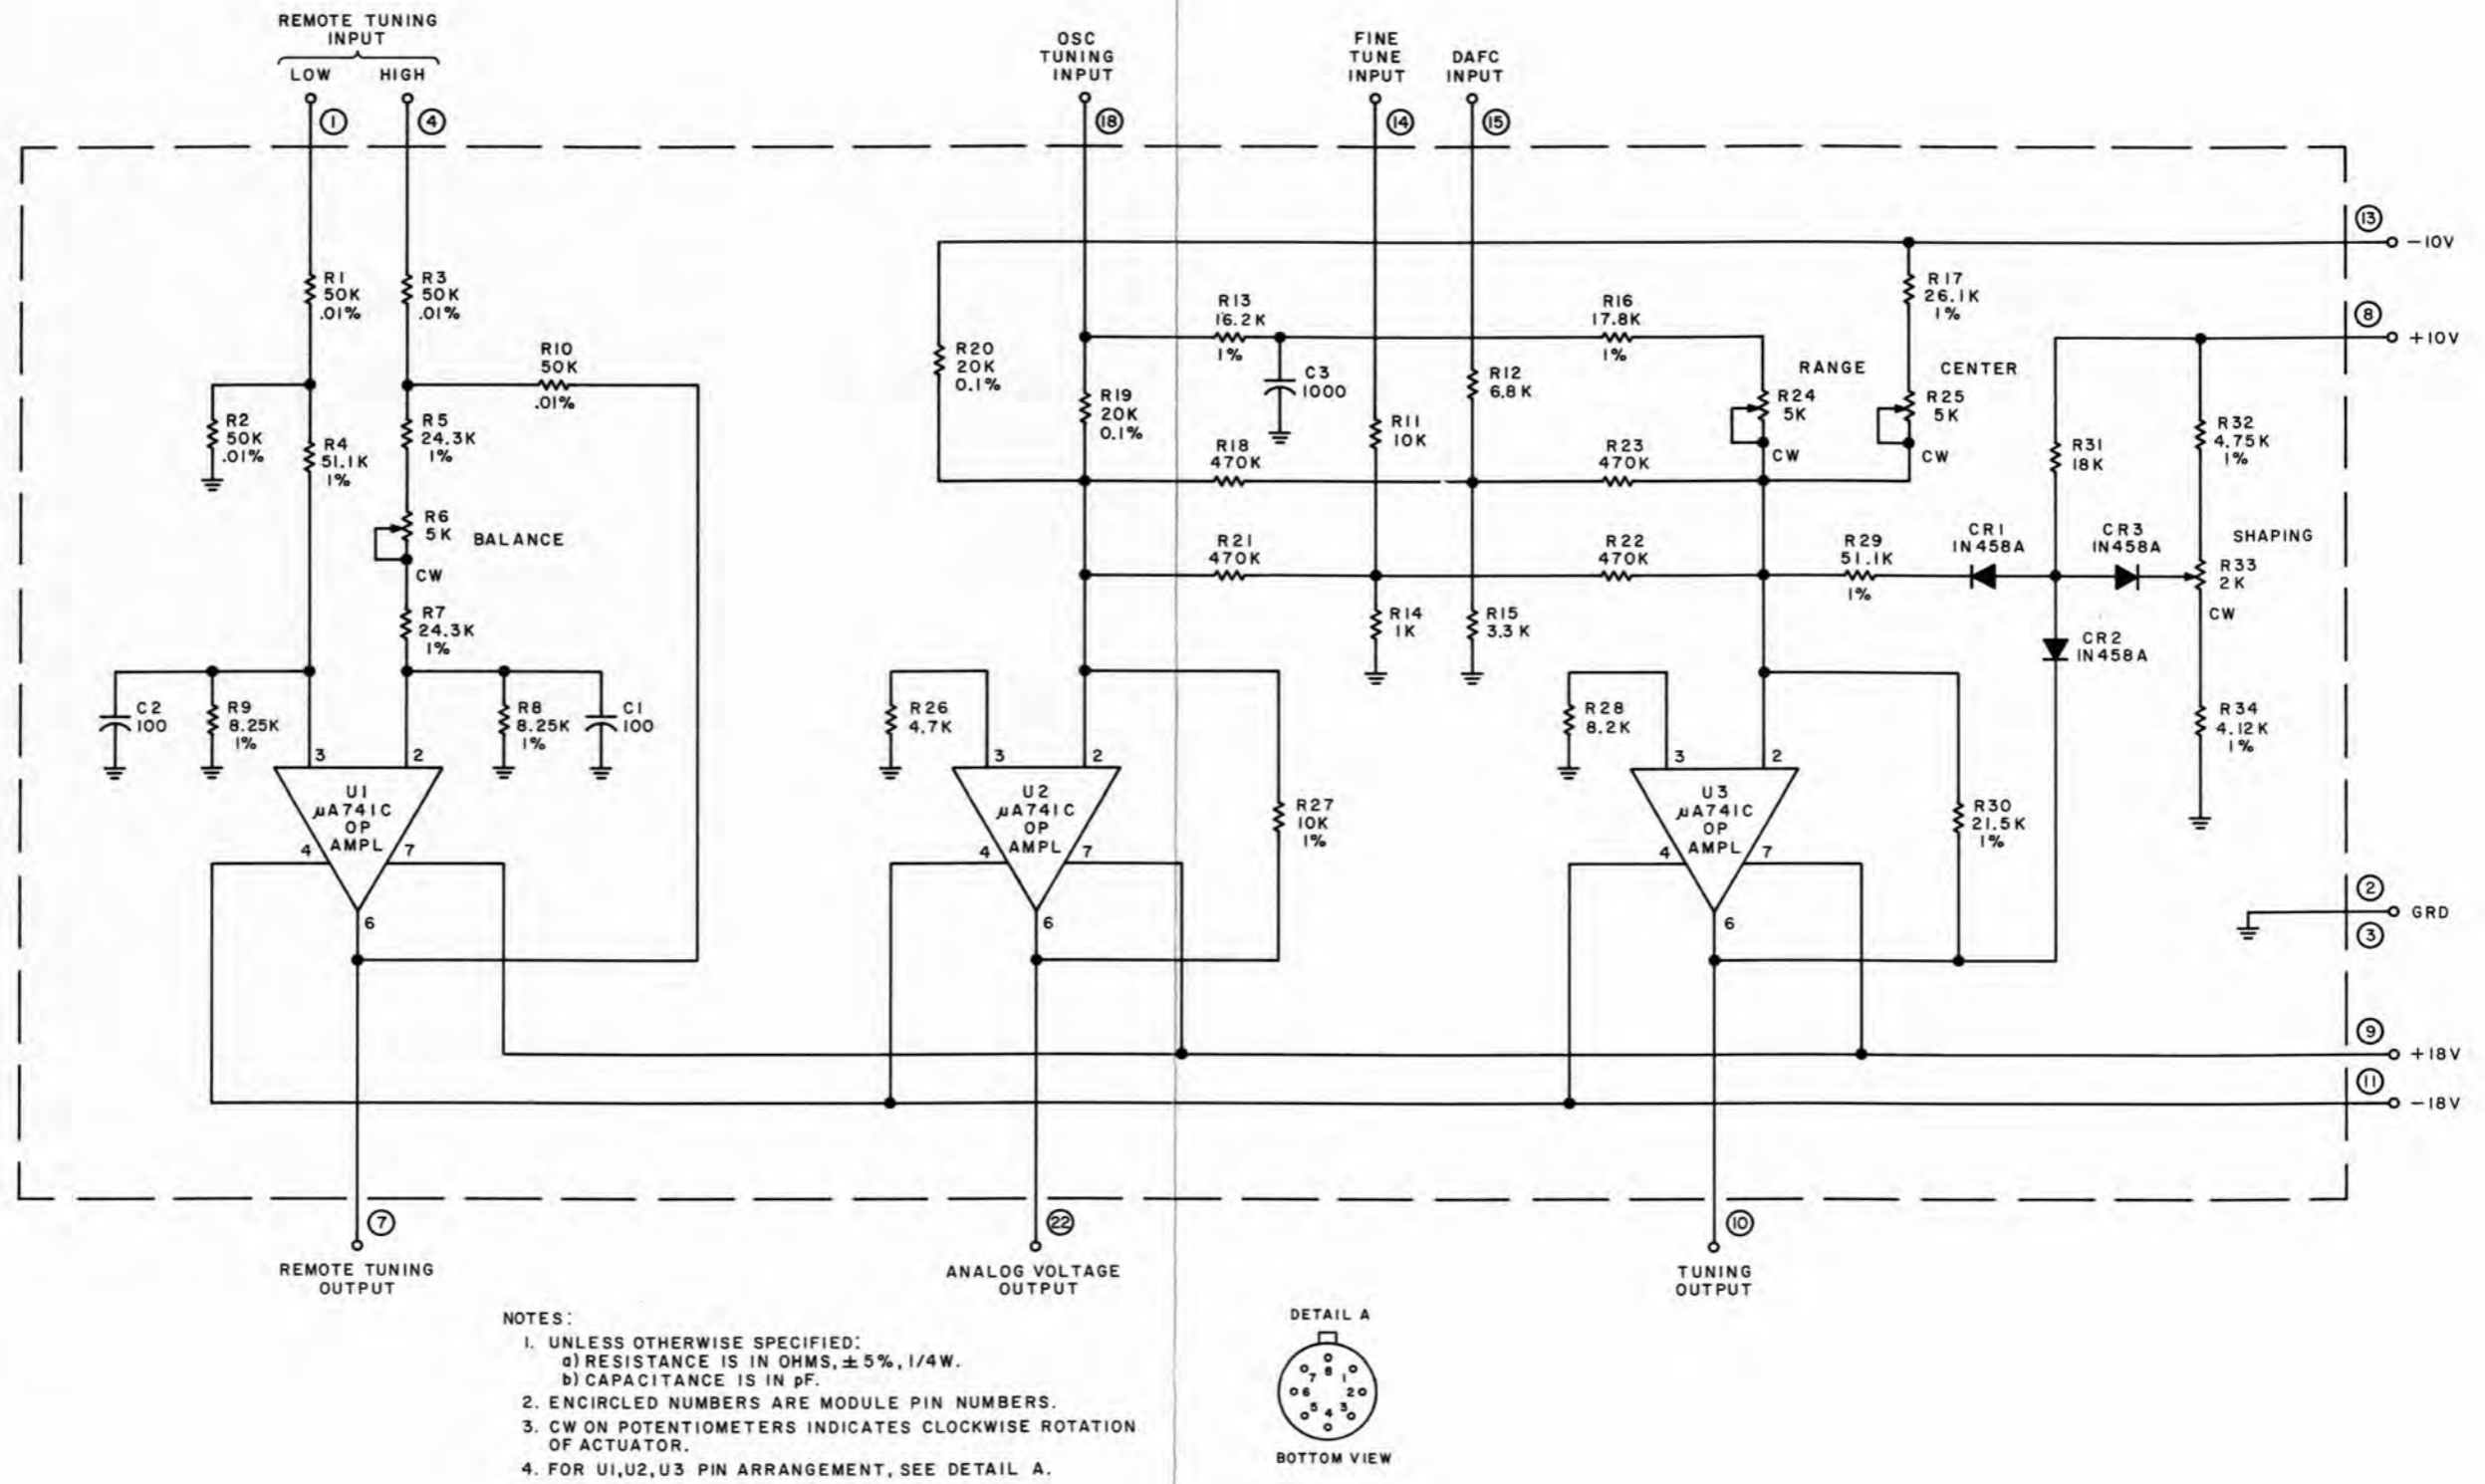 REMOTE TUNING
INPUT
LOW HIGH
1 4
OSC
TUNING
INPUT
18
FINE
TUNE
INPUT
14
DAFC
INPUT
15
13
-10V
8
+10V
R1
50K
.01%
R3
50K
.01%
R10
50K
.01%
R2
50K
.01%
R4
51.1K
1%
R5
24.3K
1%
R6
5K
BALANCE
CW
R7
24.3K
1%
C2
100
R9
8.25K
1%
R8
8.25K
1%
C1
100
3 2
U1
µA741C
OP
AMPL
4 7
6
R20
20K
0.1%
R13
16.2K
1%
C3
1000
R19
20K
0.1%
R18
470K
R21
470K
R11
10K
R12
6.8K
R14
1K
R15
3.3K
R16
17.8K
1%
R23
470K
R22
470K
RANGE
R24
5K
CW
R17
26.1K
1%
CENTER
R25
5K
CW
R29
51.1K
1%
CR1
1N458A
R31
18K
CR3
1N458A
R32
4.75K
1%
SHAPING
R33
2K
CW
CR2
1N458A
R34
4.12K
1%
R26
4.7K
3 2
U2
µA741C
OP
AMPL
4 7
6
R27
10K
1%
R28
8.2K
3 2
U3
µA741C
OP
AMPL
4 7
6
R30
21.5K
1%
2
GRD
3
9
+18V
11
-18V
7
REMOTE TUNING
OUTPUT
22
ANALOG VOLTAGE
OUTPUT
10
TUNING
OUTPUT
NOTES:
1. UNLESS OTHERWISE SPECIFIED:
a) RESISTANCE IS IN OHMS, ±5%, 1/4W.
b) CAPACITANCE IS IN pF.
2. ENCIRCLED NUMBERS ARE MODULE PIN NUMBERS.
3. CW ON POTENTIOMETERS INDICATES CLOCKWISE ROTATION
OF ACTUATOR.
4. FOR U1,U2,U3 PIN ARRANGEMENT, SEE DETAIL A.
DETAIL A
7 8 1
6 2
5 4 3
BOTTOM VIEW